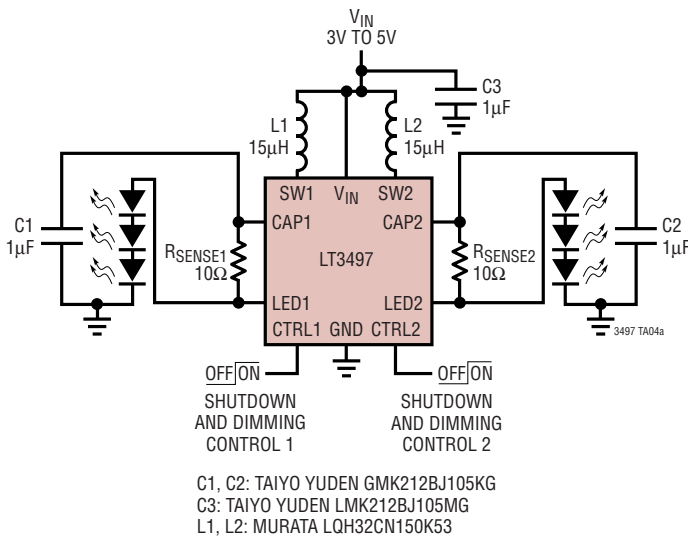 VIN
3V TO 5V
C3
1µF
L1
15µH
L2
15µH
SW1 VIN SW2
CAP1 CAP2
C1
1µF
RSENSE1
10Ω
LT3497
RSENSE2
10Ω
C2
1µF
LED1 LED2
CTRL1 GND CTRL2
3497 TA04a
OFF ON
SHUTDOWN
AND DIMMING
CONTROL 1
OFF ON
SHUTDOWN
AND DIMMING
CONTROL 2
C1, C2: TAIYO YUDEN GMK212BJ105KG
C3: TAIYO YUDEN LMK212BJ105MG
L1, L2: MURATA LQH32CN150K53